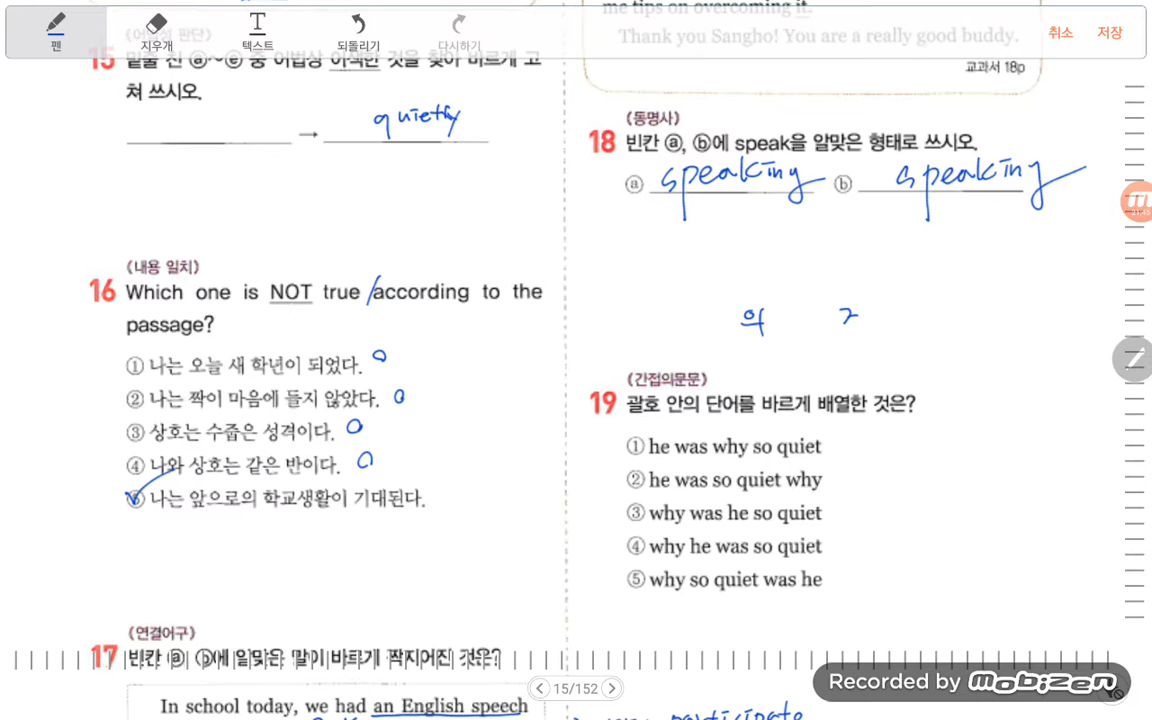 펜
지우개
텍스트
되돌리기
다시하기
취소
저장
《어법성 판단》
15 밑줄 친 ⓐ~ⓔ 중 어법상 어색한 것을 찾아 바르게 고
쳐 쓰시오.
→ quietly
《내용 일치》
16 Which one is NOT true /according to the
passage?
① 나는 오늘 새 학년이 되었다.
② 나는 짝이 마음에 들지 않았다.
③ 상호는 수줍은 성격이다.
④ 나와 상호는 같은 반이다.
⑤ 나는 앞으로의 학교생활이 기대된다.
《연결어구》
17 빈칸 ⓐ, ⓑ에 알맞은 말이 바르게 짝지어진 것은?
In school today, we had an English speech
me tips on overcoming it.
Thank you Sangho! You are a really good buddy.
교과서 18p
《동명사》
18 빈칸 ⓐ, ⓑ에 speak을 알맞은 형태로 쓰시오.
ⓐ speaking ⓑ speaking
의
《간접의문문》
19 괄호 안의 단어를 바르게 배열한 것은?
① he was why so quiet
② he was so quiet why
③ why was he so quiet
④ why he was so quiet
⑤ why so quiet was he
participate
15/152
Recorded by mobizen